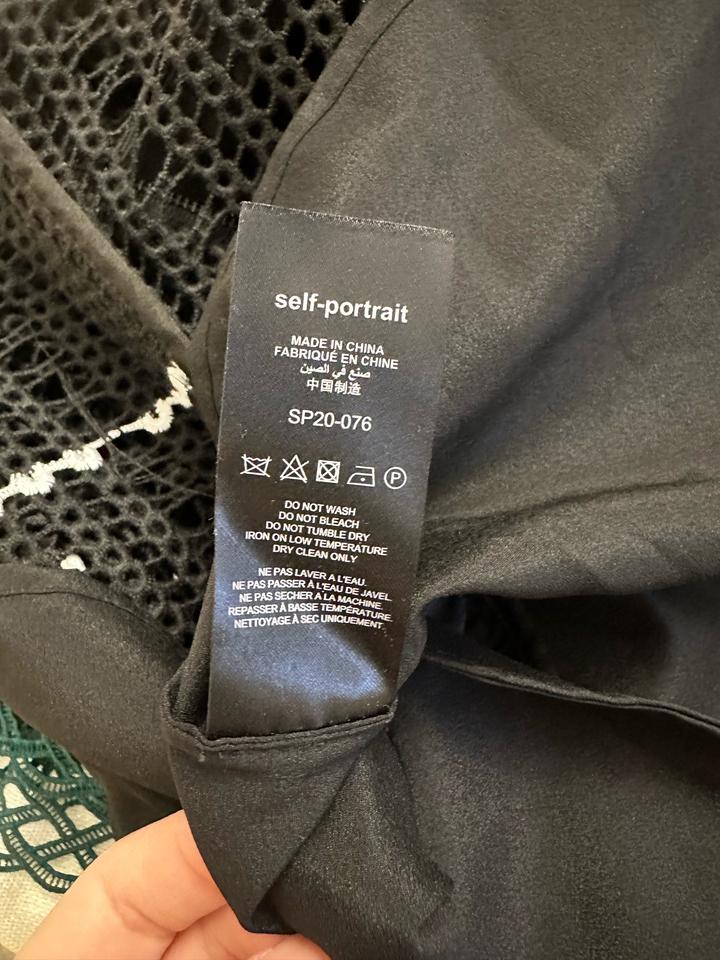 self-portrait
MADE IN CHINA
FABRIQUÉ EN CHINE
صنع في الصين
中国制造
SP20-076
P
DO NOT WASH
DO NOT BLEACH
DO NOT TUMBLE DRY
IRON ON LOW TEMPERATURE
DRY CLEAN ONLY
NE PAS LAVER A L'EAU.
NE PAS PASSER À L'EAU DE JAVEL.
NE PAS SECHER A LA MACHINE.
REPASSER À BASSE TEMPÉRATURE.
NETTOYAGE À SEC UNIQUEMENT.